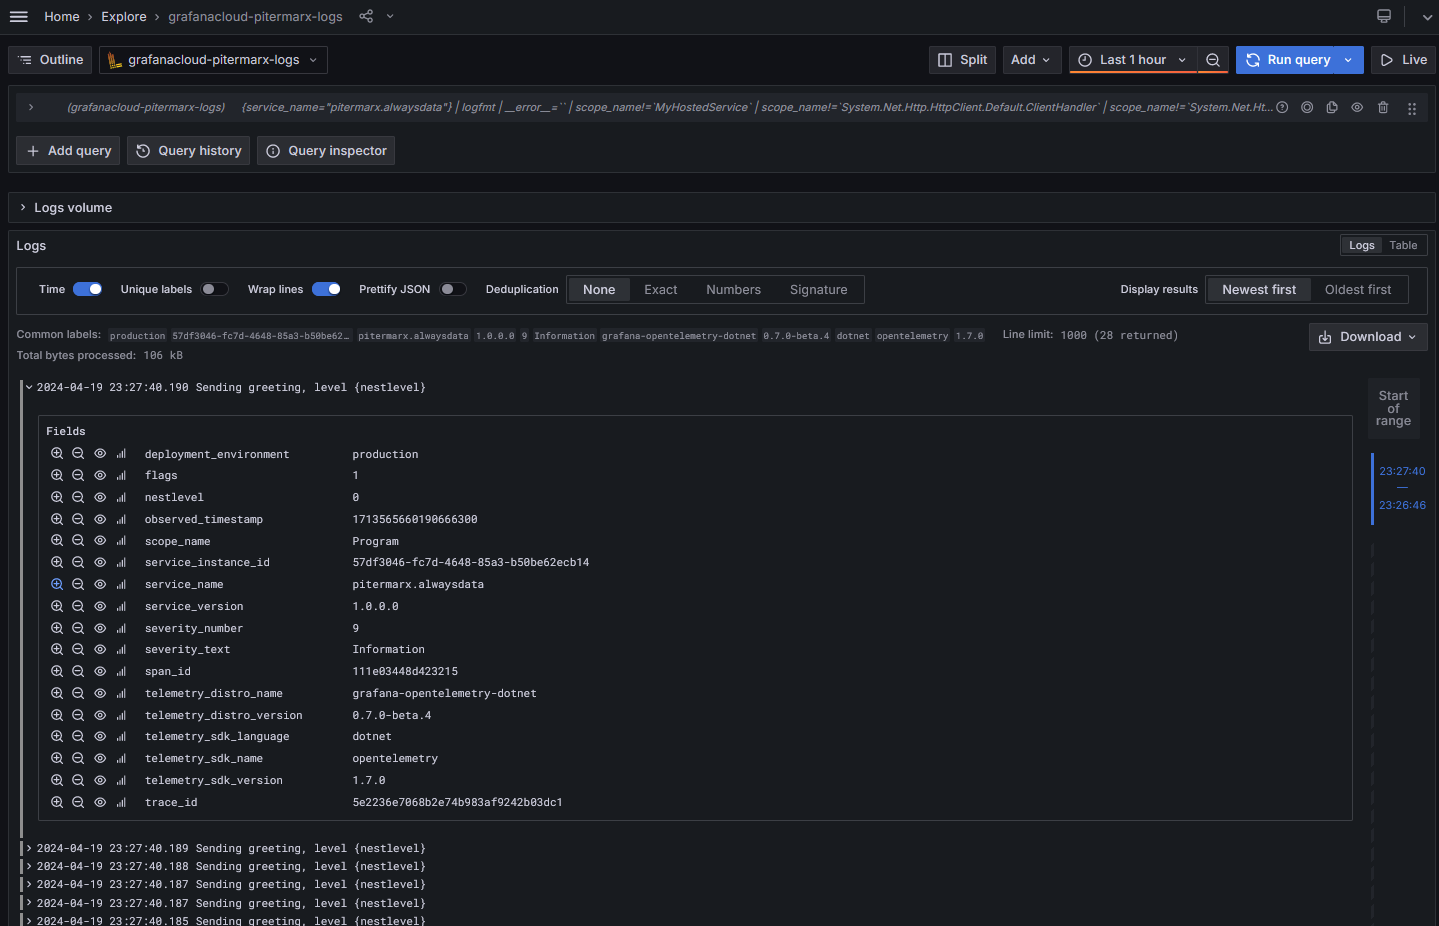 Home › Explore › grafanacloud-pitermarx-logs
Outline grafanacloud-pitermarx-logs Split Add Last 1 hour Run query Live
(grafanacloud-pitermarx-logs) {service_name="pitermarx.alwaysdata"} | logfmt | __error__=`` | scope_name!=`MyHostedService` | scope_name!=`System.Net.Http.HttpClient.Default.ClientHandler` | scope_name!=`System.Net.Ht...
Add query Query history Query inspector
Logs volume
Logs Logs Table
Time Unique labels Wrap lines Prettify JSON Deduplication None Exact Numbers Signature Display results Newest first Oldest first
Common labels: production 57df3046-fc7d-4648-85a3-b50be62… pitermarx.alwaysdata 1.0.0.0 9 Information grafana-opentelemetry-dotnet 0.7.0-beta.4 dotnet opentelemetry 1.7.0 Line limit: 1000 (28 returned) Download
Total bytes processed: 106 kB
2024-04-19 23:27:40.190 Sending greeting, level {nestlevel}
Start
of
range
23:27:40
—
23:26:46
Fields
deployment_environment production
flags 1
nestlevel 0
observed_timestamp 1713565660190666300
scope_name Program
service_instance_id 57df3046-fc7d-4648-85a3-b50be62ecb14
service_name pitermarx.alwaysdata
service_version 1.0.0.0
severity_number 9
severity_text Information
span_id 111e03448d423215
telemetry_distro_name grafana-opentelemetry-dotnet
telemetry_distro_version 0.7.0-beta.4
telemetry_sdk_language dotnet
telemetry_sdk_name opentelemetry
telemetry_sdk_version 1.7.0
trace_id 5e2236e7068b2e74b983af9242b03dc1
2024-04-19 23:27:40.189 Sending greeting, level {nestlevel}
2024-04-19 23:27:40.188 Sending greeting, level {nestlevel}
2024-04-19 23:27:40.187 Sending greeting, level {nestlevel}
2024-04-19 23:27:40.187 Sending greeting, level {nestlevel}
2024-04-19 23:27:40.185 Sending greeting, level {nestlevel}